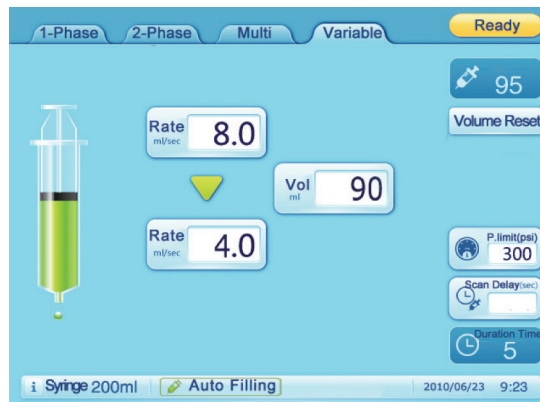 1-Phase 2-Phase Multi Variable Ready
95
Volume Reset
Rate ml/sec 8.0
Vol ml 90
Rate ml/sec 4.0
P.limit(psi)
300
Scan Delay(sec)
Duration Time
5
i Syringe 200ml Auto Filling 2010/06/23 9:23